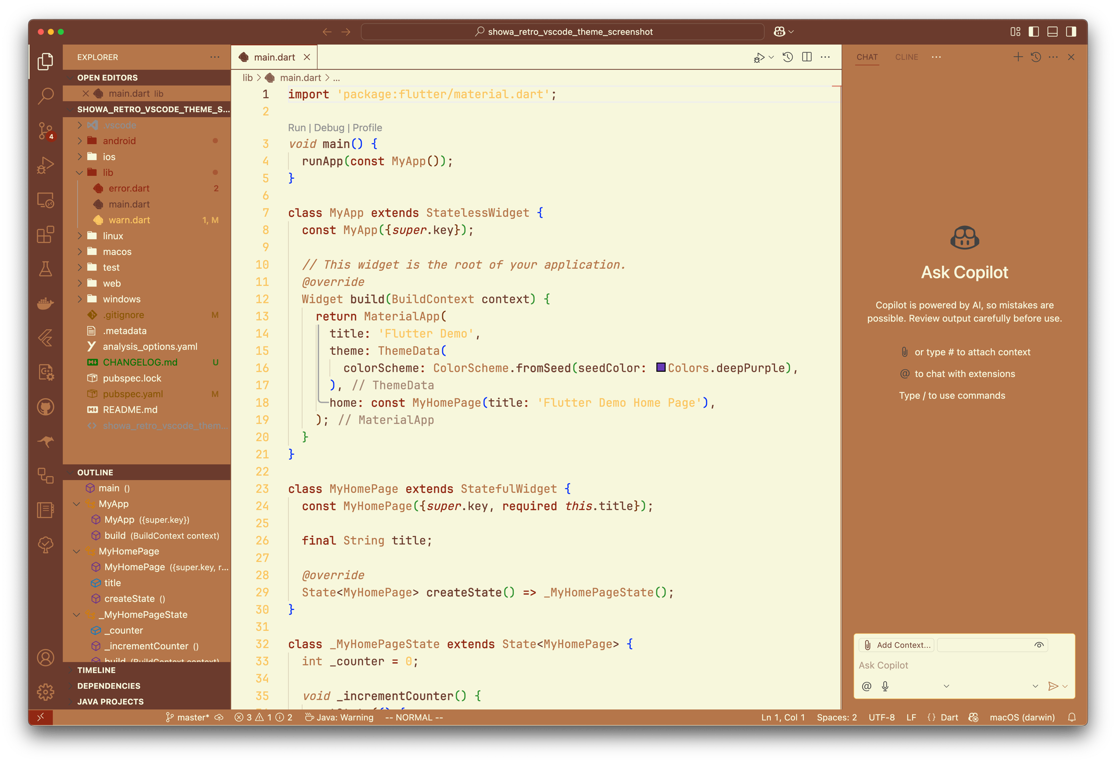 showa_retro_vscode_theme_screenshot
EXPLORER
OPEN EDITORS
main.dart lib
SHOWA_RETRO_VSCODE_THEME_S...
android
ios
lib
error.dart 2
main.dart
warn.dart 1, M
linux
macos
test
web
windows
.gitignore M
.metadata
analysis_options.yaml
CHANGELOG.md U
pubspec.lock
pubspec.yaml M
README.md
showa_retro_vscode_them...
OUTLINE
main ()
MyApp
MyApp ({super.key})
build (BuildContext context)
MyHomePage
MyHomePage ({super.key, r...
title
createState ()
_MyHomePageState
_counter
_incrementCounter ()
build (BuildContext context)
TIMELINE
DEPENDENCIES
JAVA PROJECTS
4
main.dart
lib > main.dart > ...
1 import 'package:flutter/material.dart';
2
Run | Debug | Profile
3 void main() {
4 runApp(const MyApp());
5 }
6
7 class MyApp extends StatelessWidget {
8 const MyApp({super.key});
9
10 // This widget is the root of your application.
11 @override
12 Widget build(BuildContext context) {
13 return MaterialApp(
14 title: 'Flutter Demo',
15 theme: ThemeData(
16 colorScheme: ColorScheme.fromSeed(seedColor: Colors.deepPurple),
17 ), // ThemeData
18 home: const MyHomePage(title: 'Flutter Demo Home Page'),
19 ); // MaterialApp
20 }
21 }
22
23 class MyHomePage extends StatefulWidget {
24 const MyHomePage({super.key, required this.title});
25
26 final String title;
27
28 @override
29 State<MyHomePage> createState() => _MyHomePageState();
30 }
31
32 class _MyHomePageState extends State<MyHomePage> {
33 int _counter = 0;
34
35 void _incrementCounter() {
CHAT CLINE ...
Ask Copilot
Copilot is powered by AI, so mistakes are
possible. Review output carefully before use.
or type # to attach context
@ to chat with extensions
Type / to use commands
Add Context...
Ask Copilot
@
master* 3 1 2 Java: Warning -- NORMAL -- Ln 1, Col 1 Spaces: 2 UTF-8 LF {} Dart macOS (darwin)